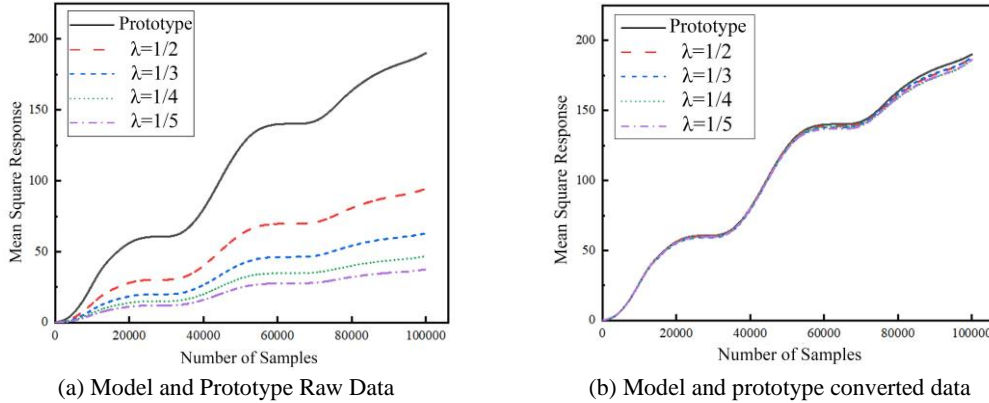 Prototype
λ=1/2
λ=1/3
λ=1/4
λ=1/5
200
150
100
50
0
Mean Square Response
0 20000 40000 60000 80000 100000
Number of Samples
(a) Model and Prototype Raw Data
Prototype
λ=1/2
λ=1/3
λ=1/4
λ=1/5
200
150
100
50
0
Mean Square Response
0 20000 40000 60000 80000 100000
Number of Samples
(b) Model and prototype converted data